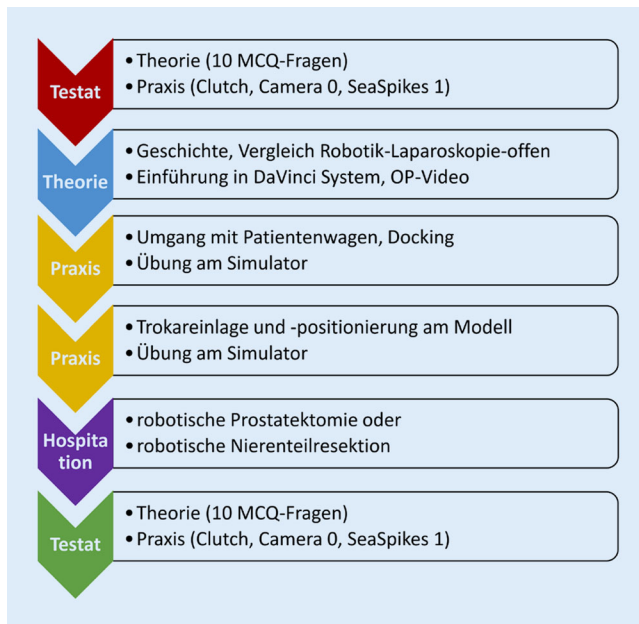 Testat
• Theorie (10 MCQ-Fragen)
• Praxis (Clutch, Camera 0, SeaSpikes 1)
Theorie
• Geschichte, Vergleich Robotik-Laparoskopie-offen
• Einführung in DaVinci System, OP-Video
Praxis
• Umgang mit Patientenwagen, Docking
• Übung am Simulator
Praxis
• Trokareinlage und -positionierung am Modell
• Übung am Simulator
Hospita
tion
• robotische Prostatektomie oder
• robotische Nierenteilresektion
Testat
• Theorie (10 MCQ-Fragen)
• Praxis (Clutch, Camera 0, SeaSpikes 1)